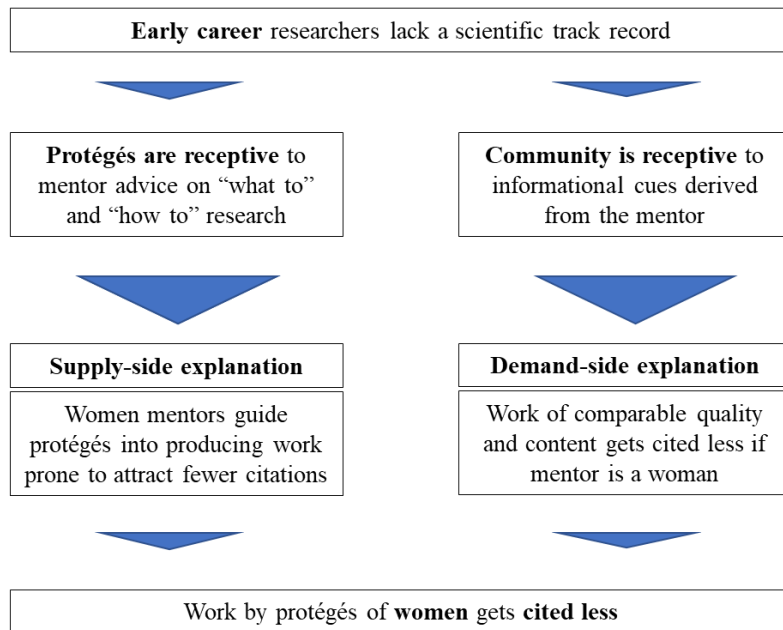 Early career researchers lack a scientific track record
Protégés are receptive to
mentor advice on “what to”
and “how to” research
Community is receptive to
informational cues derived
from the mentor
Supply-side explanation
Women mentors guide
protégés into producing work
prone to attract fewer citations
Demand-side explanation
Work of comparable quality
and content gets cited less if
mentor is a woman
Work by protégés of women gets cited less